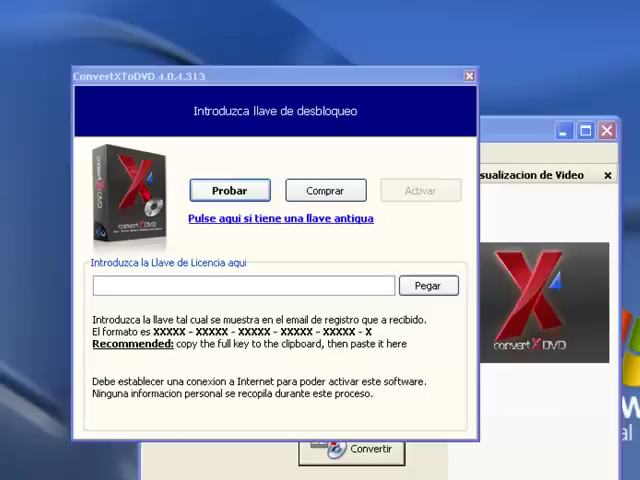 ConvertXToDVD 4.0.4.313
Introduzca llave de desbloqueo
Probar
Comprar
Activar
Pulse aqui si tiene una llave antigua
Introduzca la Llave de Licencia aqui
Pegar
Introduzca la llave tal cual se muestra en el email de registro que a recibido.
El formato es XXXXX - XXXXX - XXXXX - XXXXX - XXXXX - X
Recommended: copy the full key to the clipboard, then paste it here
Debe establecer una conexion a Internet para poder activar este software.
Ninguna informacion personal se recopila durante este proceso.
sualizacion de Video
X 4
convertXDVD
X 4
convert X DVD
Convertir
W
al